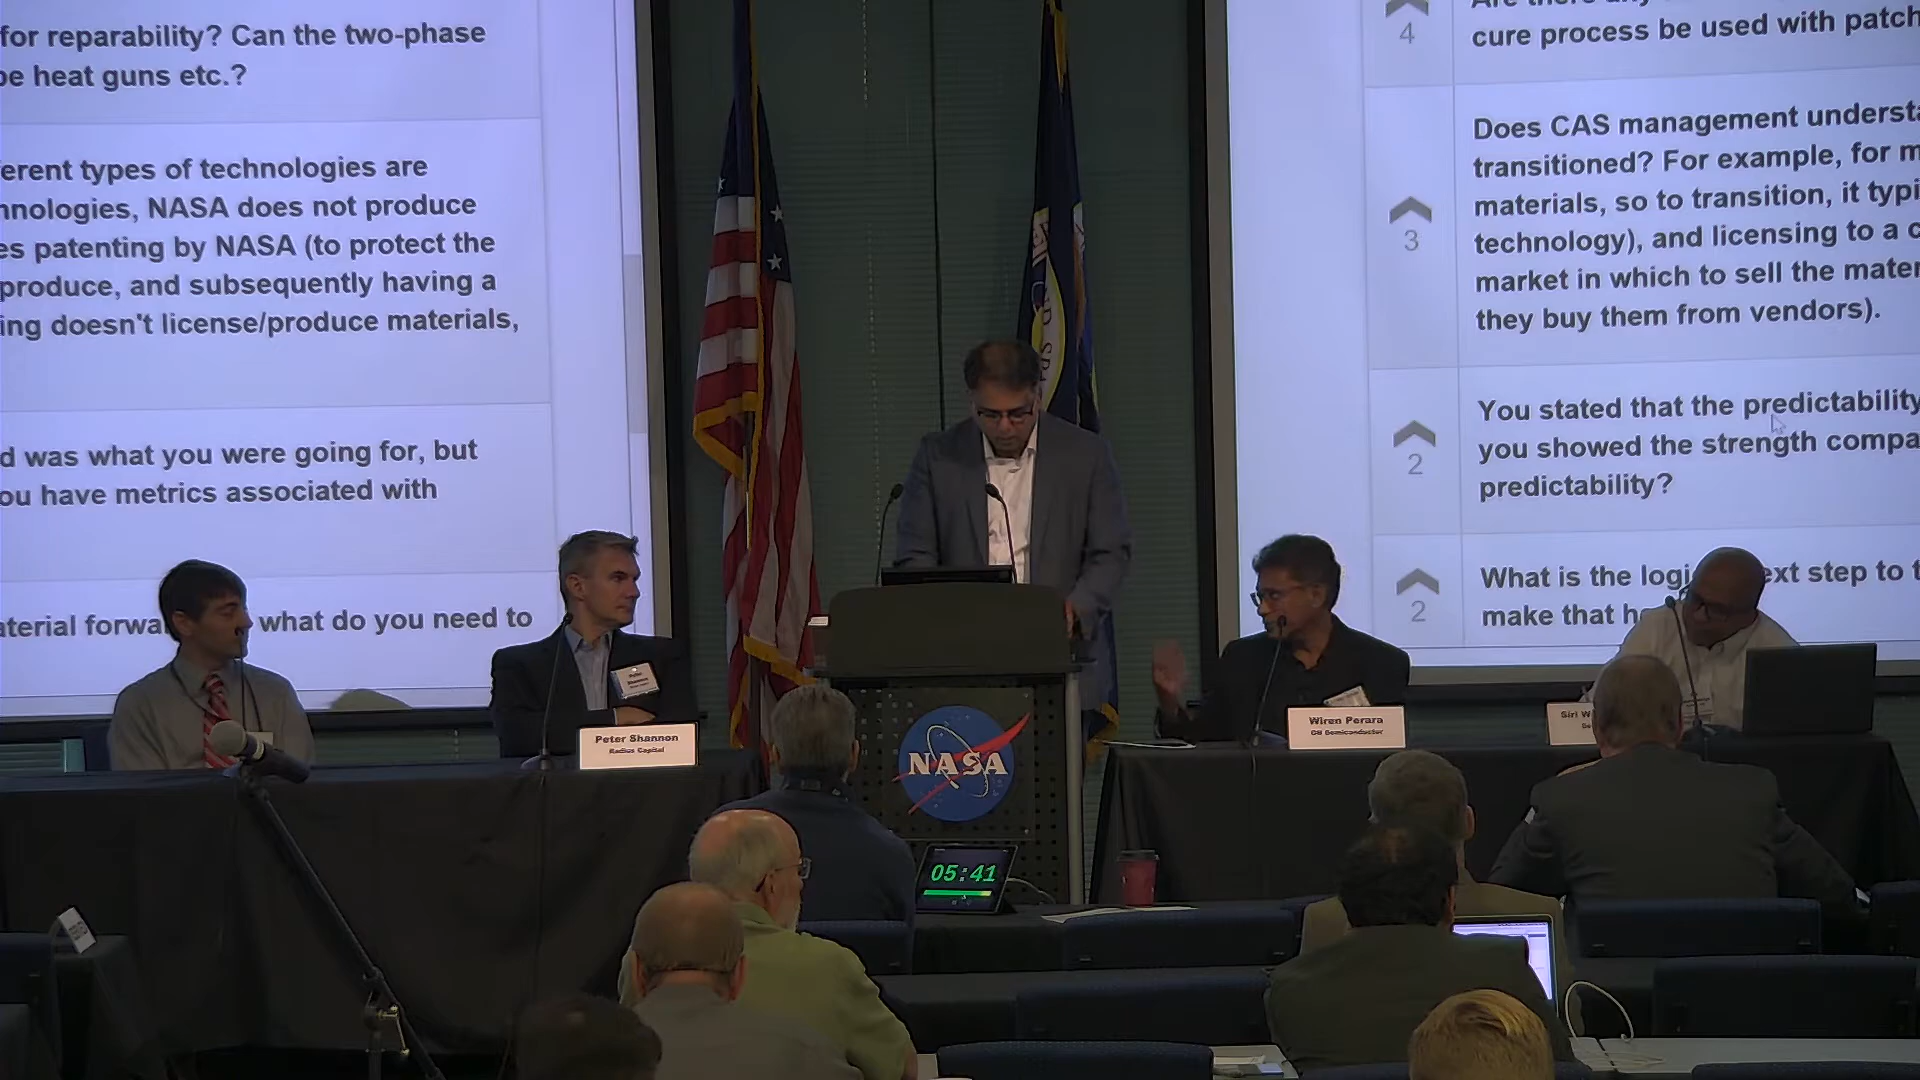 for reparability? Can the two-phase
be heat guns etc.?
erent types of technologies are
nologies, NASA does not produce
es patenting by NASA (to protect the
produce, and subsequently having a
ing doesn't license/produce materials,
d was what you were going for, but
ou have metrics associated with
aterial forwa what do you need to
4
cure process be used with patch
3
Does CAS management understa
transitioned? For example, for m
materials, so to transition, it typi
technology), and licensing to a c
market in which to sell the mater
they buy them from vendors).
2
You stated that the predictability
you showed the strength compa
predictability?
2
What is the logi ext step to t
make that h
Peter Shannon
Radius Capital
NASA
05:41
Wiren Perara
ON Semiconductor
Siri W